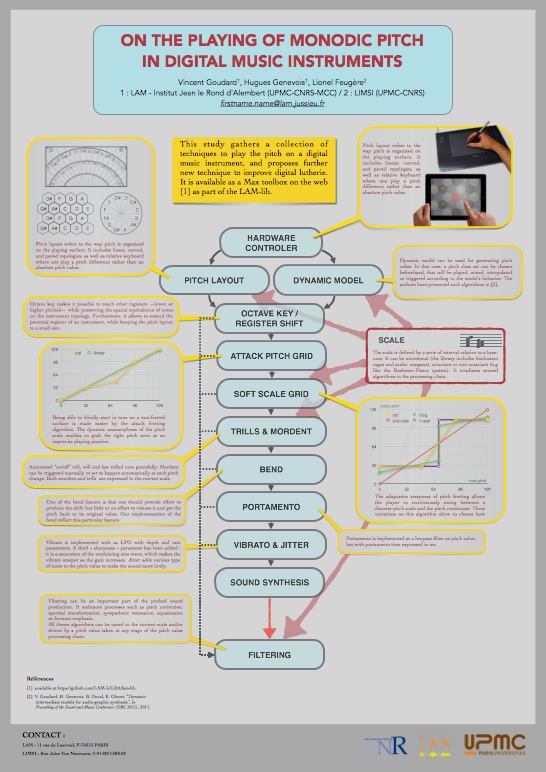 ON THE PLAYING OF MONODIC PITCH
IN DIGITAL MUSIC INSTRUMENTS
Vincent Goudard¹, Hugues Genevois¹, Lionel Feugère²
1 : LAM - Institut Jean le Rond d'Alembert (UPMC-CNRS-MCC) / 2 : LIMSI (UPMC-CNRS)
firstname.name@lam.jussieu.fr
This study gathers a collection of
techniques to play the pitch on a digital
music instrument, and proposes further
new technique to improve digital lutherie.
It is available as a Max toolbox on the web
[1] as part of the LAM-lib.
Pitch layout refers to the
way pitch is organized on
the playing surface. It
includes linear, curved,
and paved topologies, as
well as relative keyboard
where one play a pitch
difference rather than an
absolute pitch value.
Pitch layout refers to the way pitch is organized
on the playing surface. It includes linear, curved,
and paved topologies, as well as relative keyboard
where one play a pitch difference rather than an
absolute pitch value.
HARDWARE
CONTROLER
PITCH LAYOUT
DYNAMIC MODEL
Dynamic model can be used for generating pitch
value. In that case, a pitch class set can be chosen
beforehand, that will be played, mixed, interpolated
or triggered according to the model's behavior. The
authors have presented such algorithms in [2].
Octave key makes it possible to reach other registers —lower or
higher pitched— while preserving the spatial equivalence of notes
on the instrument topology. Furthermore, it allows to extend the
potential register of an instrument, while keeping the pitch layout
to a small size.
OCTAVE KEY /
REGISTER SHIFT
SCALE
The scale is defined by a serie of interval relative to a base-
note. It can be microtonal (the library includes hindustani
ragas and arabic maqams), octaviant or non-octaviant (e.g
like the Bohlen-Pierce system). It irradiates several
algorithms in the processing chain.
ATTACK PITCH GRID
cat linear
Being able to blindly start in tune on a non-fretted
surface is made easier by the attack fretting
algorithm. The dynamic anamorphosis of the pitch
scale enables to grab the right pitch even as an
imprecise playing position.
SOFT SCALE GRID
cat dog
discrete linear
The adaptative steepness of pitch fretting allows
the player to continuously swing between a
discrete pitch scale and the pitch continuum. Three
variations on this algorithm allow to choose how
TRILLS & MORDENT
Automated "on/off" trill, will end last trilled note gracefully. Mordent
can be triggered manually or set to happen automatically at each pitch
change. Both mordent and trills are expressed in the current scale.
BEND
One of the bend feature is that one should provide effort to
produce the shift, but little or no effort to release it and get the
pitch back to its original value. Our implementation of the
bend reflect this particular feature.
PORTAMENTO
Portamento is implemented as a lowpass filter on pitch value,
but with portamento time expressed in ms.
VIBRATO & JITTER
Vibrato is implemented with as LFO with depth and rate
parameters. A third « sharpness » parameter has been added :
it is a saturation of the modulating sine wave, which makes the
vibrato steeper as the gain increases. Jitter adds various type
of noise to the pitch value to make the sound more lively.
SOUND SYNTHESIS
Filtering can be an important part of the pitched sound
production. It embraces processes such as pitch correction,
spectral transformation, sympathetic resonance, equalization
or formant emphasis.
All theses algorithms can be tuned to the current scale and/or
driven by a pitch value taken at any stage of the pitch value
processing chain.
FILTERING
Références
[1] available at https://github.com/LAM-IJLRA/lam-lib.
[2] V. Goudard, H. Genevois, B. Doval, E. Ghomi, "Dynamic
intermediate models for audio-graphic synthesis", in
Proceeding of the Sound and Music Conference (SMC 2011), 2011.
CONTACT :
LAM - 11 rue de Lourmel, F-75015 PARIS
LIMSI - Rue John Von Neumann, F-91400 ORSAY
UPMC
PARISUNIVERSITAS